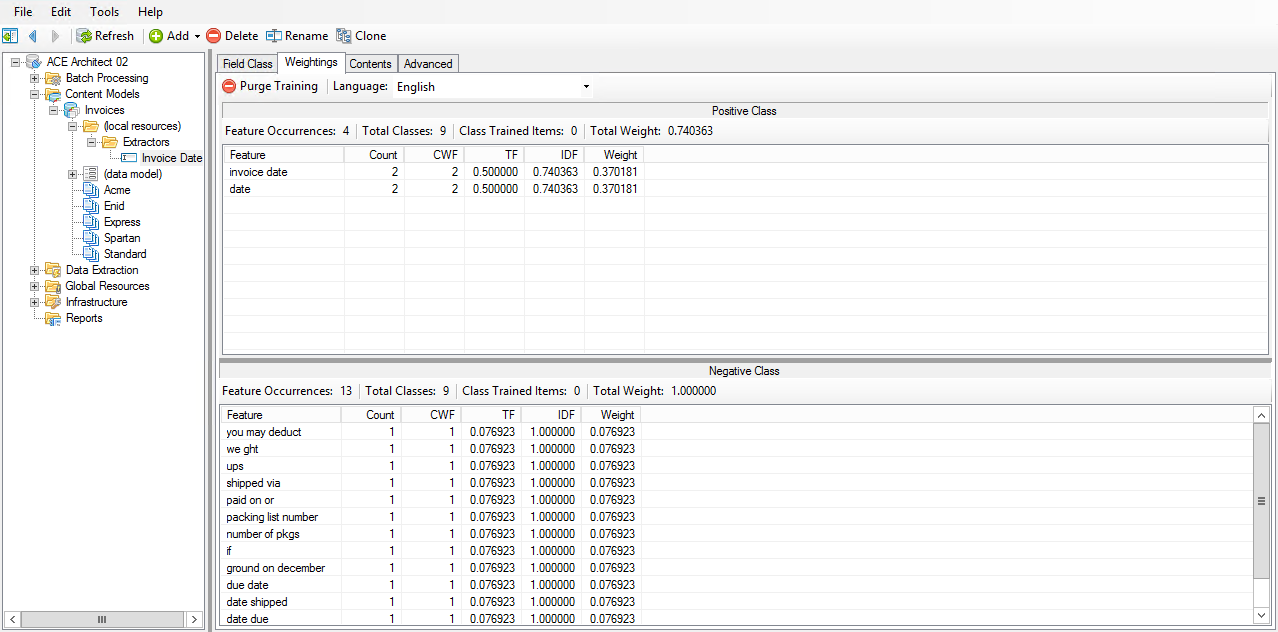 File Edit Tools Help
Refresh Add Delete Rename Clone
ACE Architect 02
Batch Processing
Content Models
Invoices
(local resources)
Extractors
Invoice Date
(data model)
Acme
Enid
Express
Spartan
Standard
Data Extraction
Global Resources
Infrastructure
Reports
Field Class Weightings Contents Advanced
Purge Training Language: English
Positive Class
Feature Occurrences: 4 Total Classes: 9 Class Trained Items: 0 Total Weight: 0.740363
Feature Count CWF TF IDF Weight
invoice date 2 2 0.500000 0.740363 0.370181
date 2 2 0.500000 0.740363 0.370181
Negative Class
Feature Occurrences: 13 Total Classes: 9 Class Trained Items: 0 Total Weight: 1.000000
Feature Count CWF TF IDF Weight
you may deduct 1 1 0.076923 1.000000 0.076923
we ght 1 1 0.076923 1.000000 0.076923
ups 1 1 0.076923 1.000000 0.076923
shipped via 1 1 0.076923 1.000000 0.076923
paid on or 1 1 0.076923 1.000000 0.076923
packing list number 1 1 0.076923 1.000000 0.076923
number of pkgs 1 1 0.076923 1.000000 0.076923
if 1 1 0.076923 1.000000 0.076923
ground on december 1 1 0.076923 1.000000 0.076923
due date 1 1 0.076923 1.000000 0.076923
date shipped 1 1 0.076923 1.000000 0.076923
date due 1 1 0.076923 1.000000 0.076923